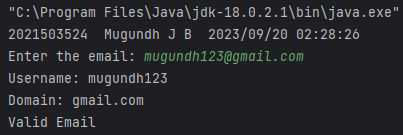 "C:\Program Files\Java\jdk-18.0.2.1\bin\java.exe"
2021503524  Mugundh J B  2023/09/20 02:28:26
Enter the email: mugundh123@gmail.com
Username: mugundh123
Domain: gmail.com
Valid Email